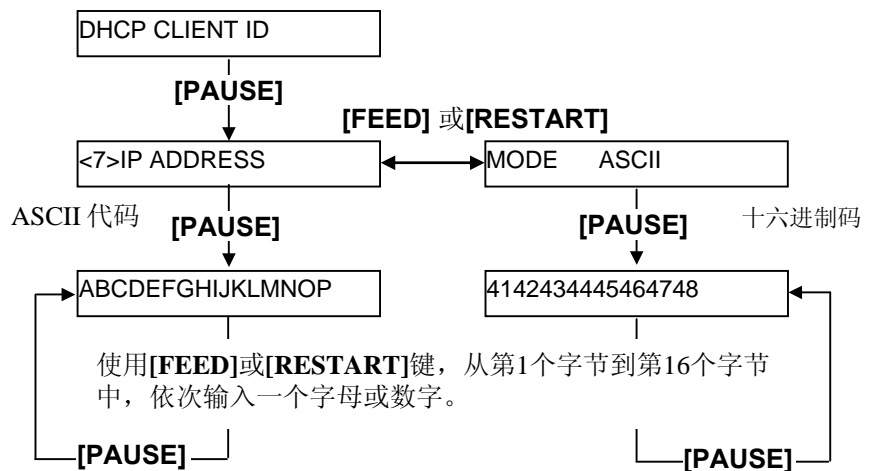 DHCP CLIENT ID
[PAUSE]
[FEED] 或[RESTART]
<7>IP ADDRESS
MODE ASCII
ASCII 代码
[PAUSE]
[PAUSE]
十六进制码
ABCDEFGHIJKLMNOP
4142434445464748
使用[FEED]或[RESTART]键，从第1个字节到第16个字节
中，依次输入一个字母或数字。
[PAUSE]
[PAUSE]